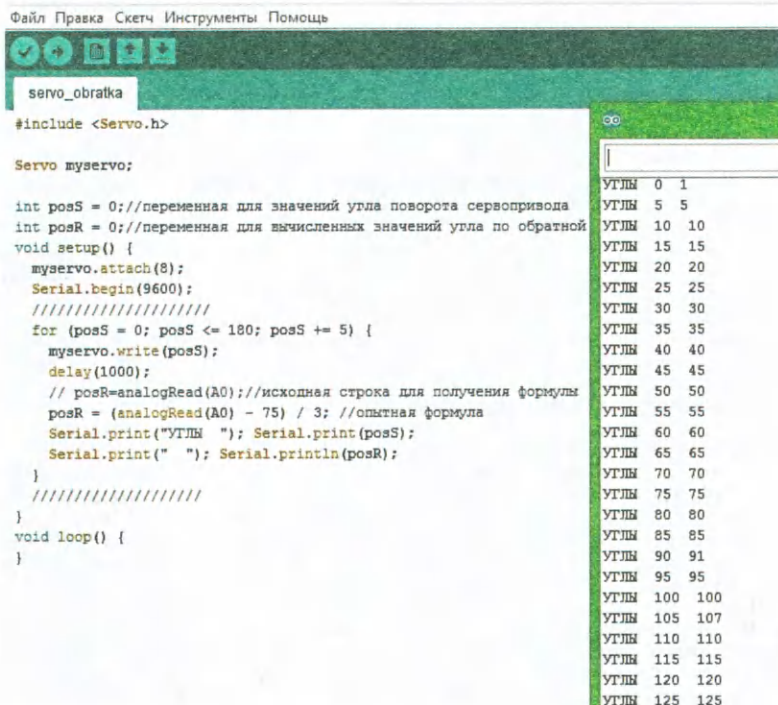 Файл Правка Скетч Инструменты Помощь
servo_obratka
#include <Servo.h>
Servo myservo;
int posS = 0;//переменная для значений угла поворота сервопривода
int posR = 0;//переменная для вычисленных значений угла по обратной
void setup() {
myservo.attach(8);
Serial.begin(9600);
//////////////////////
for (posS = 0; posS <= 180; posS += 5) {
myservo.write(posS);
delay(1000);
// posR=analogRead(A0);//исходная строка для получения формулы
posR = (analogRead(A0) - 75) / 3; //опытная формула
Serial.print("УГЛЫ  "); Serial.print(posS);
Serial.print("  "); Serial.println(posR);
}
/////////////////////
}
void loop() {
}
УГЛЫ 0 1
УГЛЫ 5 5
УГЛЫ 10 10
УГЛЫ 15 15
УГЛЫ 20 20
УГЛЫ 25 25
УГЛЫ 30 30
УГЛЫ 35 35
УГЛЫ 40 40
УГЛЫ 45 45
УГЛЫ 50 50
УГЛЫ 55 55
УГЛЫ 60 60
УГЛЫ 65 65
УГЛЫ 70 70
УГЛЫ 75 75
УГЛЫ 80 80
УГЛЫ 85 85
УГЛЫ 90 91
УГЛЫ 95 95
УГЛЫ 100 100
УГЛЫ 105 107
УГЛЫ 110 110
УГЛЫ 115 115
УГЛЫ 120 120
УГЛЫ 125 125